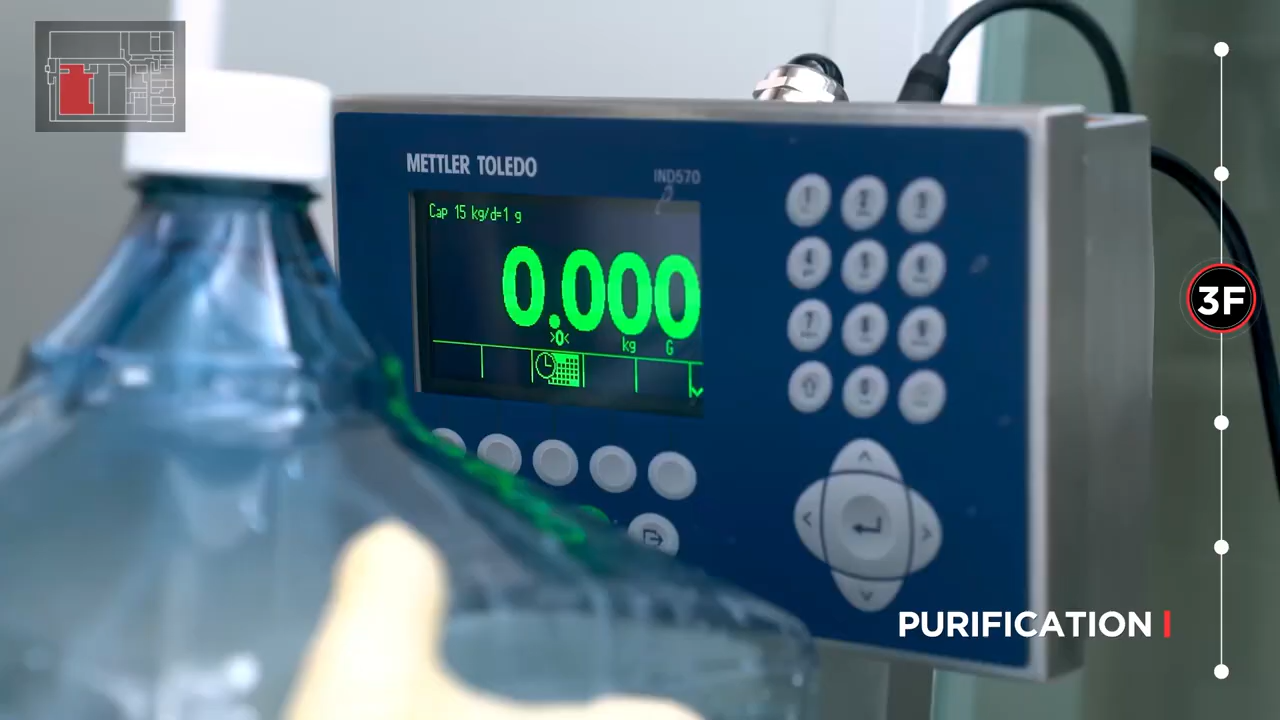 METTLER TOLEDO
IND570
Cap 15 kg/d=1 g
0.000
>0<
kg G
3F
PURIFICATION